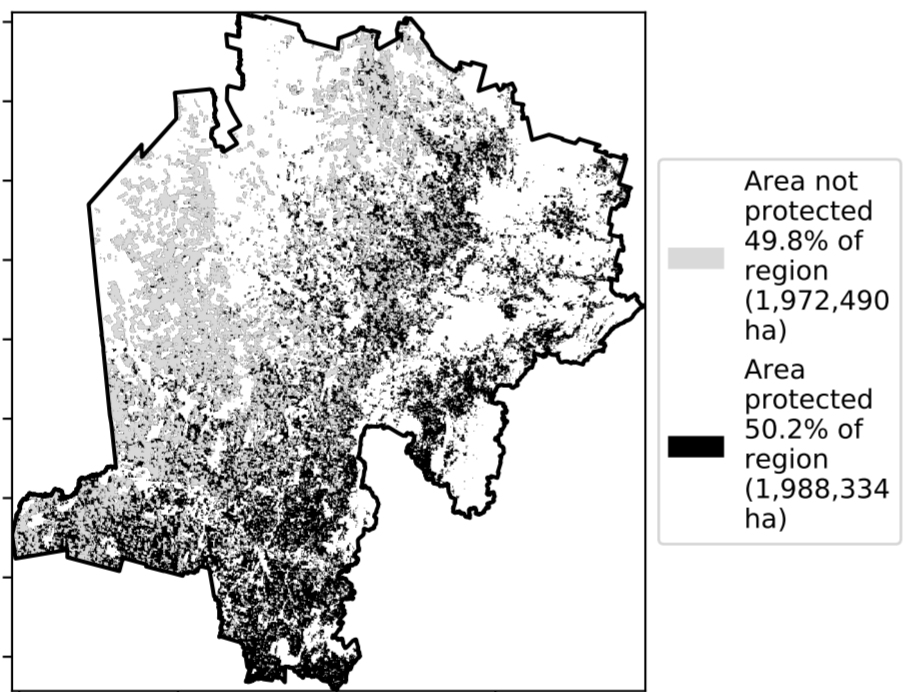 Area not
protected
49.8% of
region
(1,972,490
ha)
Area
protected
50.2% of
region
(1,988,334
ha)